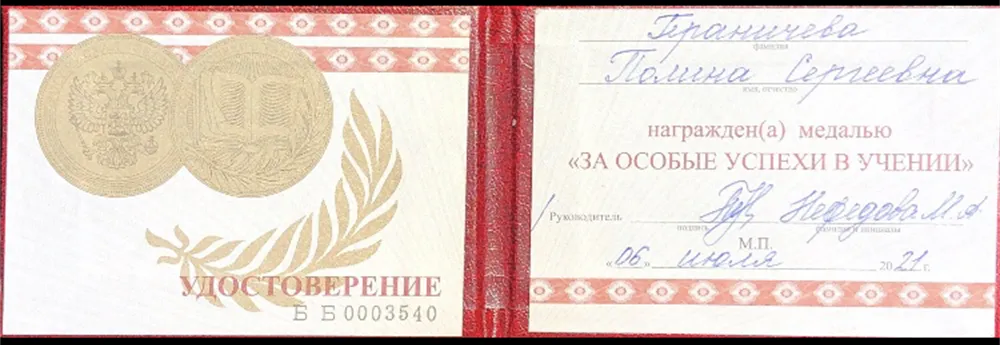 УДОСТОВЕРЕНИЕ
Б Б 0003540
Граничева
фамилия
Полина Сергеевна
имя, отчество
награжден(а) медалью
«ЗА ОСОБЫЕ УСПЕХИ В УЧЕНИИ»
Руководитель Нефедова М.А.
подпись фамилия и инициалы
М.П.
«06» июля 2021 г.